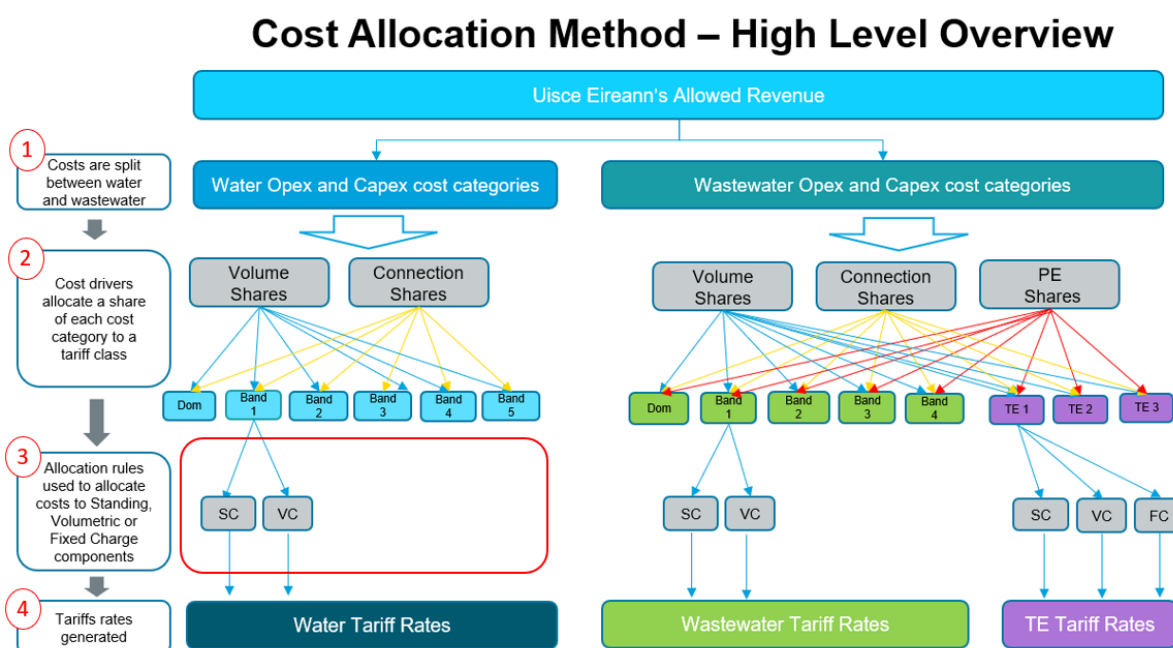 Cost Allocation Method – High Level Overview
Uisce Eireann's Allowed Revenue
1
Costs are split
between water
and wastewater
Water Opex and Capex cost categories
Wastewater Opex and Capex cost categories
2
Cost drivers
allocate a share
of each cost
category to a
tariff class
Volume
Shares
Connection
Shares
Volume
Shares
Connection
Shares
PE
Shares
Dom
Band
1
Band
2
Band
3
Band
4
Band
5
Dom
Band
1
Band
2
Band
3
Band
4
TE 1
TE 2
TE 3
3
Allocation rules
used to allocate
costs to Standing,
Volumetric or
Fixed Charge
components
SC
VC
SC
VC
SC
VC
FC
4
Tariffs rates
generated
Water Tariff Rates
Wastewater Tariff Rates
TE Tariff Rates